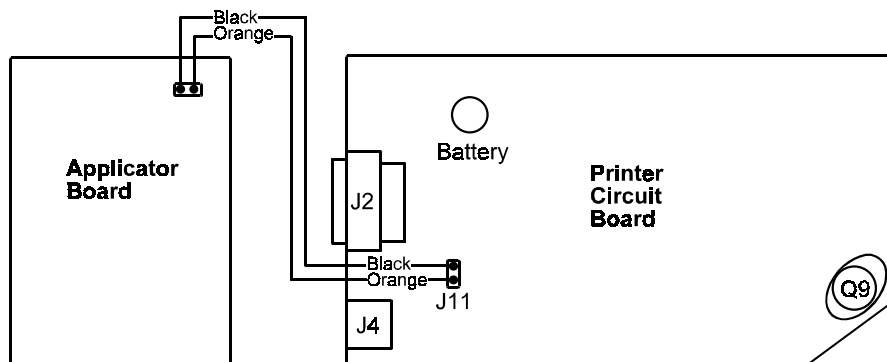 Black
Orange
Applicator
Board
Battery
Printer
Circuit
Board
J2
Black
Orange
J11
Q9
J4